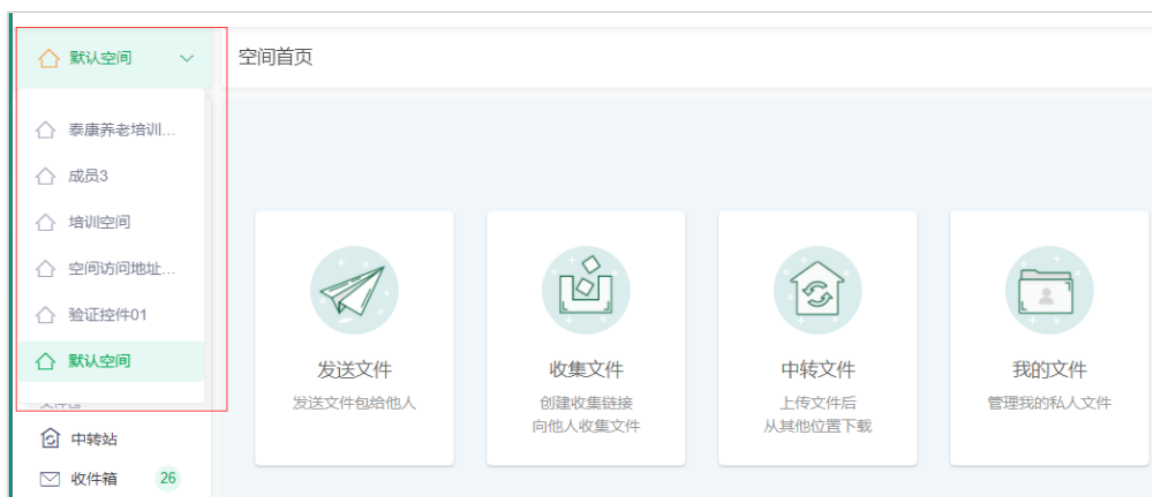 默认空间
空间首页
泰康养老培训...
成员3
培训空间
空间访问地址...
验证控件01
默认空间
中转站
收件箱 26
发送文件
发送文件包给他人
收集文件
创建收集链接
向他人收集文件
中转文件
上传文件后
从其他位置下载
我的文件
管理我的私人文件